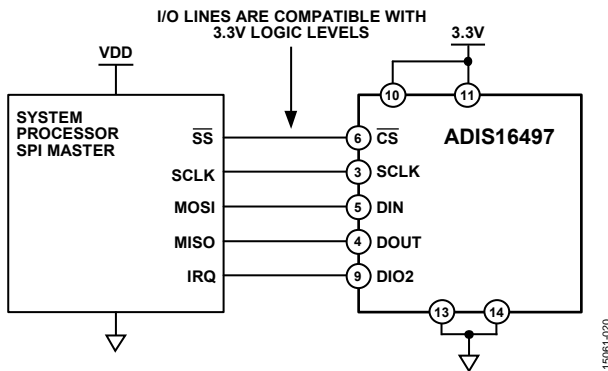 I/O LINES ARE COMPATIBLE WITH
3.3V LOGIC LEVELS
VDD
3.3V
10
11
SYSTEM
PROCESSOR
SPI MASTER
ADIS16497
SS
6
CS
SCLK
3
SCLK
MOSI
5
DIN
MISO
4
DOUT
IRQ
9
DIO2
13
14
15061-020